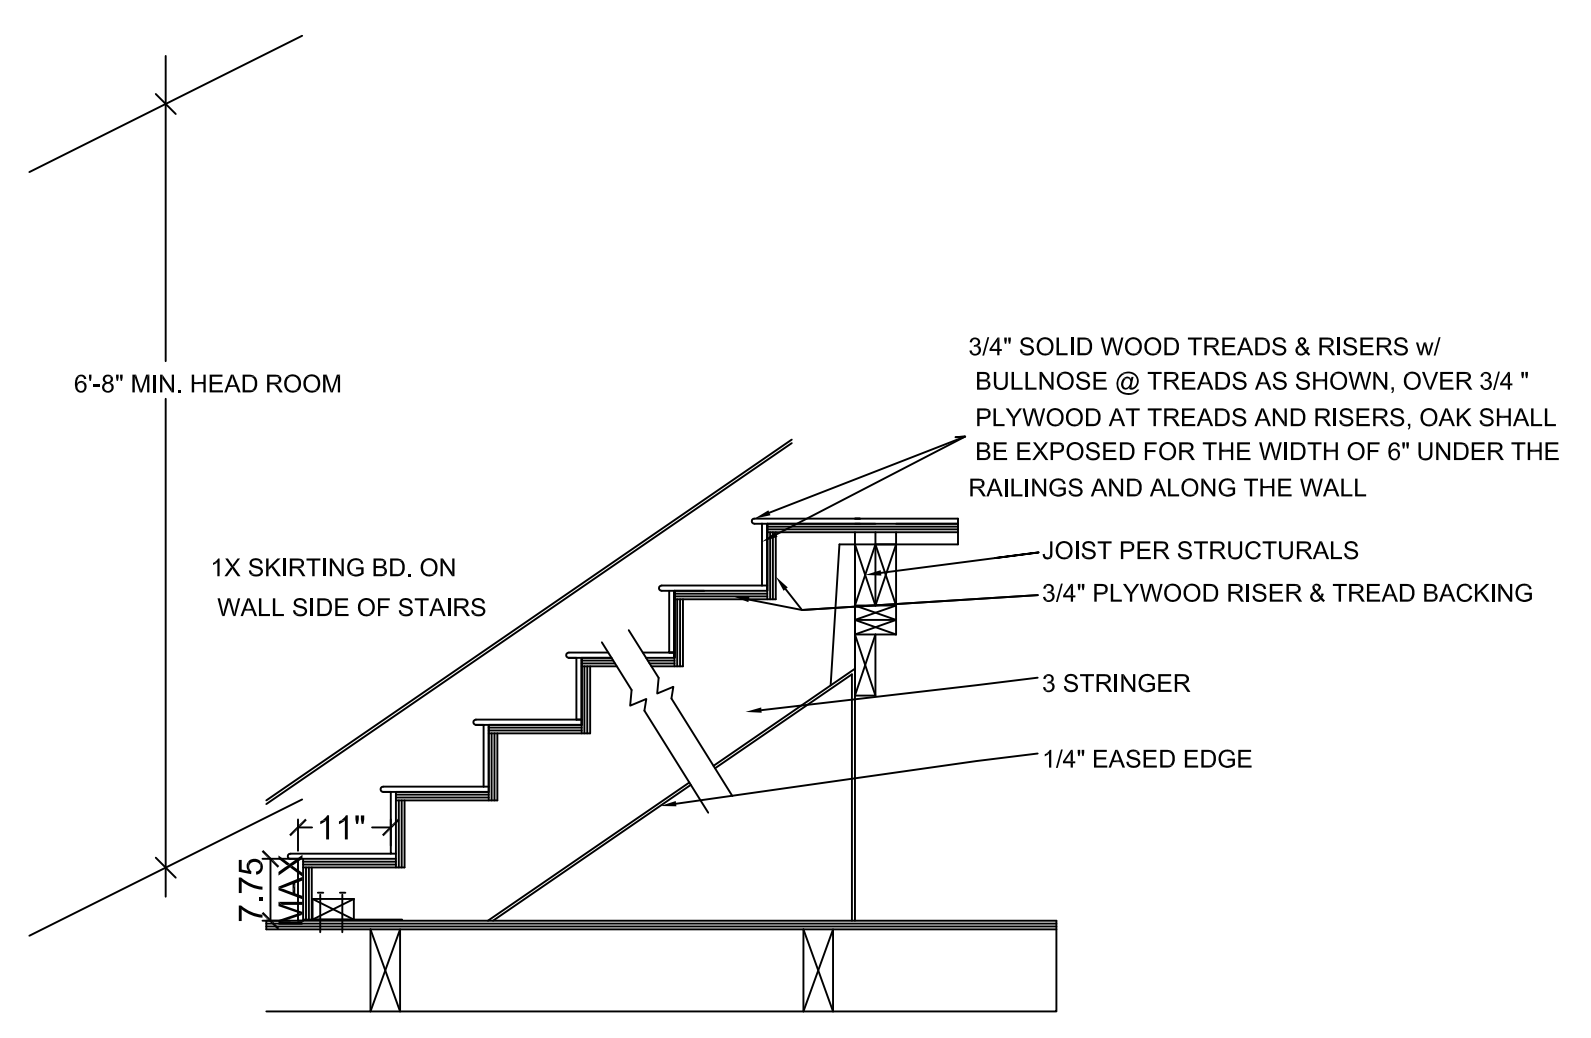 3/4" SOLID WOOD TREADS & RISERS w/
BULLNOSE @ TREADS AS SHOWN, OVER 3/4 "
PLYWOOD AT TREADS AND RISERS, OAK SHALL
BE EXPOSED FOR THE WIDTH OF 6" UNDER THE
RAILINGS AND ALONG THE WALL
6'-8" MIN. HEAD ROOM
JOIST PER STRUCTURALS
1X SKIRTING BD. ON
WALL SIDE OF STAIRS
3/4" PLYWOOD RISER & TREAD BACKING
3 STRINGER
1/4" EASED EDGE
11"
7.75
MAX